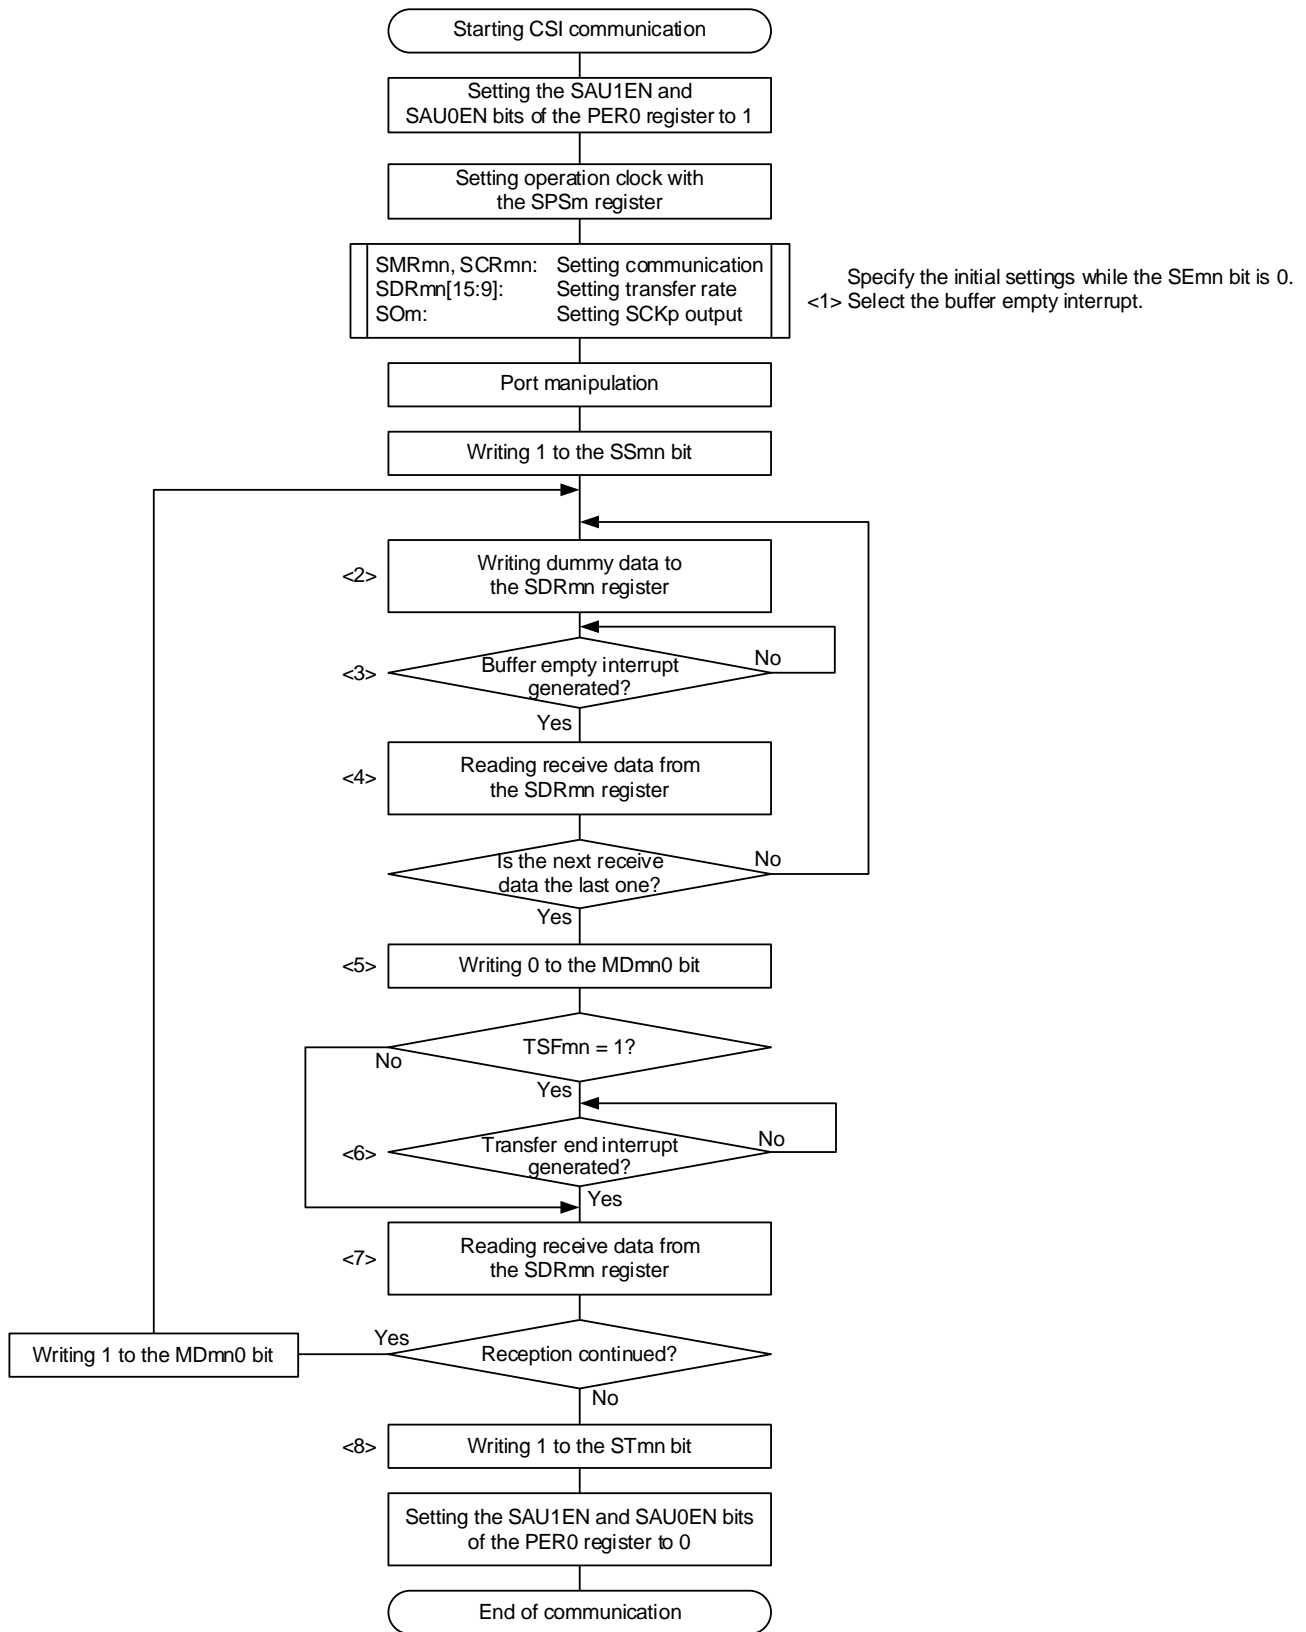 Starting CSI communication
Setting the SAU1EN and
SAU0EN bits of the PER0 register to 1
Setting operation clock with
the SPSm register
SMRmn, SCRmn: Setting communication
SDRmn[15:9]: Setting transfer rate
SOm: Setting SCKp output
Specify the initial settings while the SEmn bit is 0.
<1> Select the buffer empty interrupt.
Port manipulation
Writing 1 to the SSmn bit
<2>
Writing dummy data to
the SDRmn register
<3>
Buffer empty interrupt
generated?
No
Yes
<4>
Reading receive data from
the SDRmn register
Is the next receive
data the last one?
No
Yes
<5>
Writing 0 to the MDmn0 bit
TSFmn = 1?
No
Yes
<6>
Transfer end interrupt
generated?
No
Yes
<7>
Reading receive data from
the SDRmn register
Writing 1 to the MDmn0 bit
Yes
Reception continued?
No
<8>
Writing 1 to the STmn bit
Setting the SAU1EN and SAU0EN bits
of the PER0 register to 0
End of communication